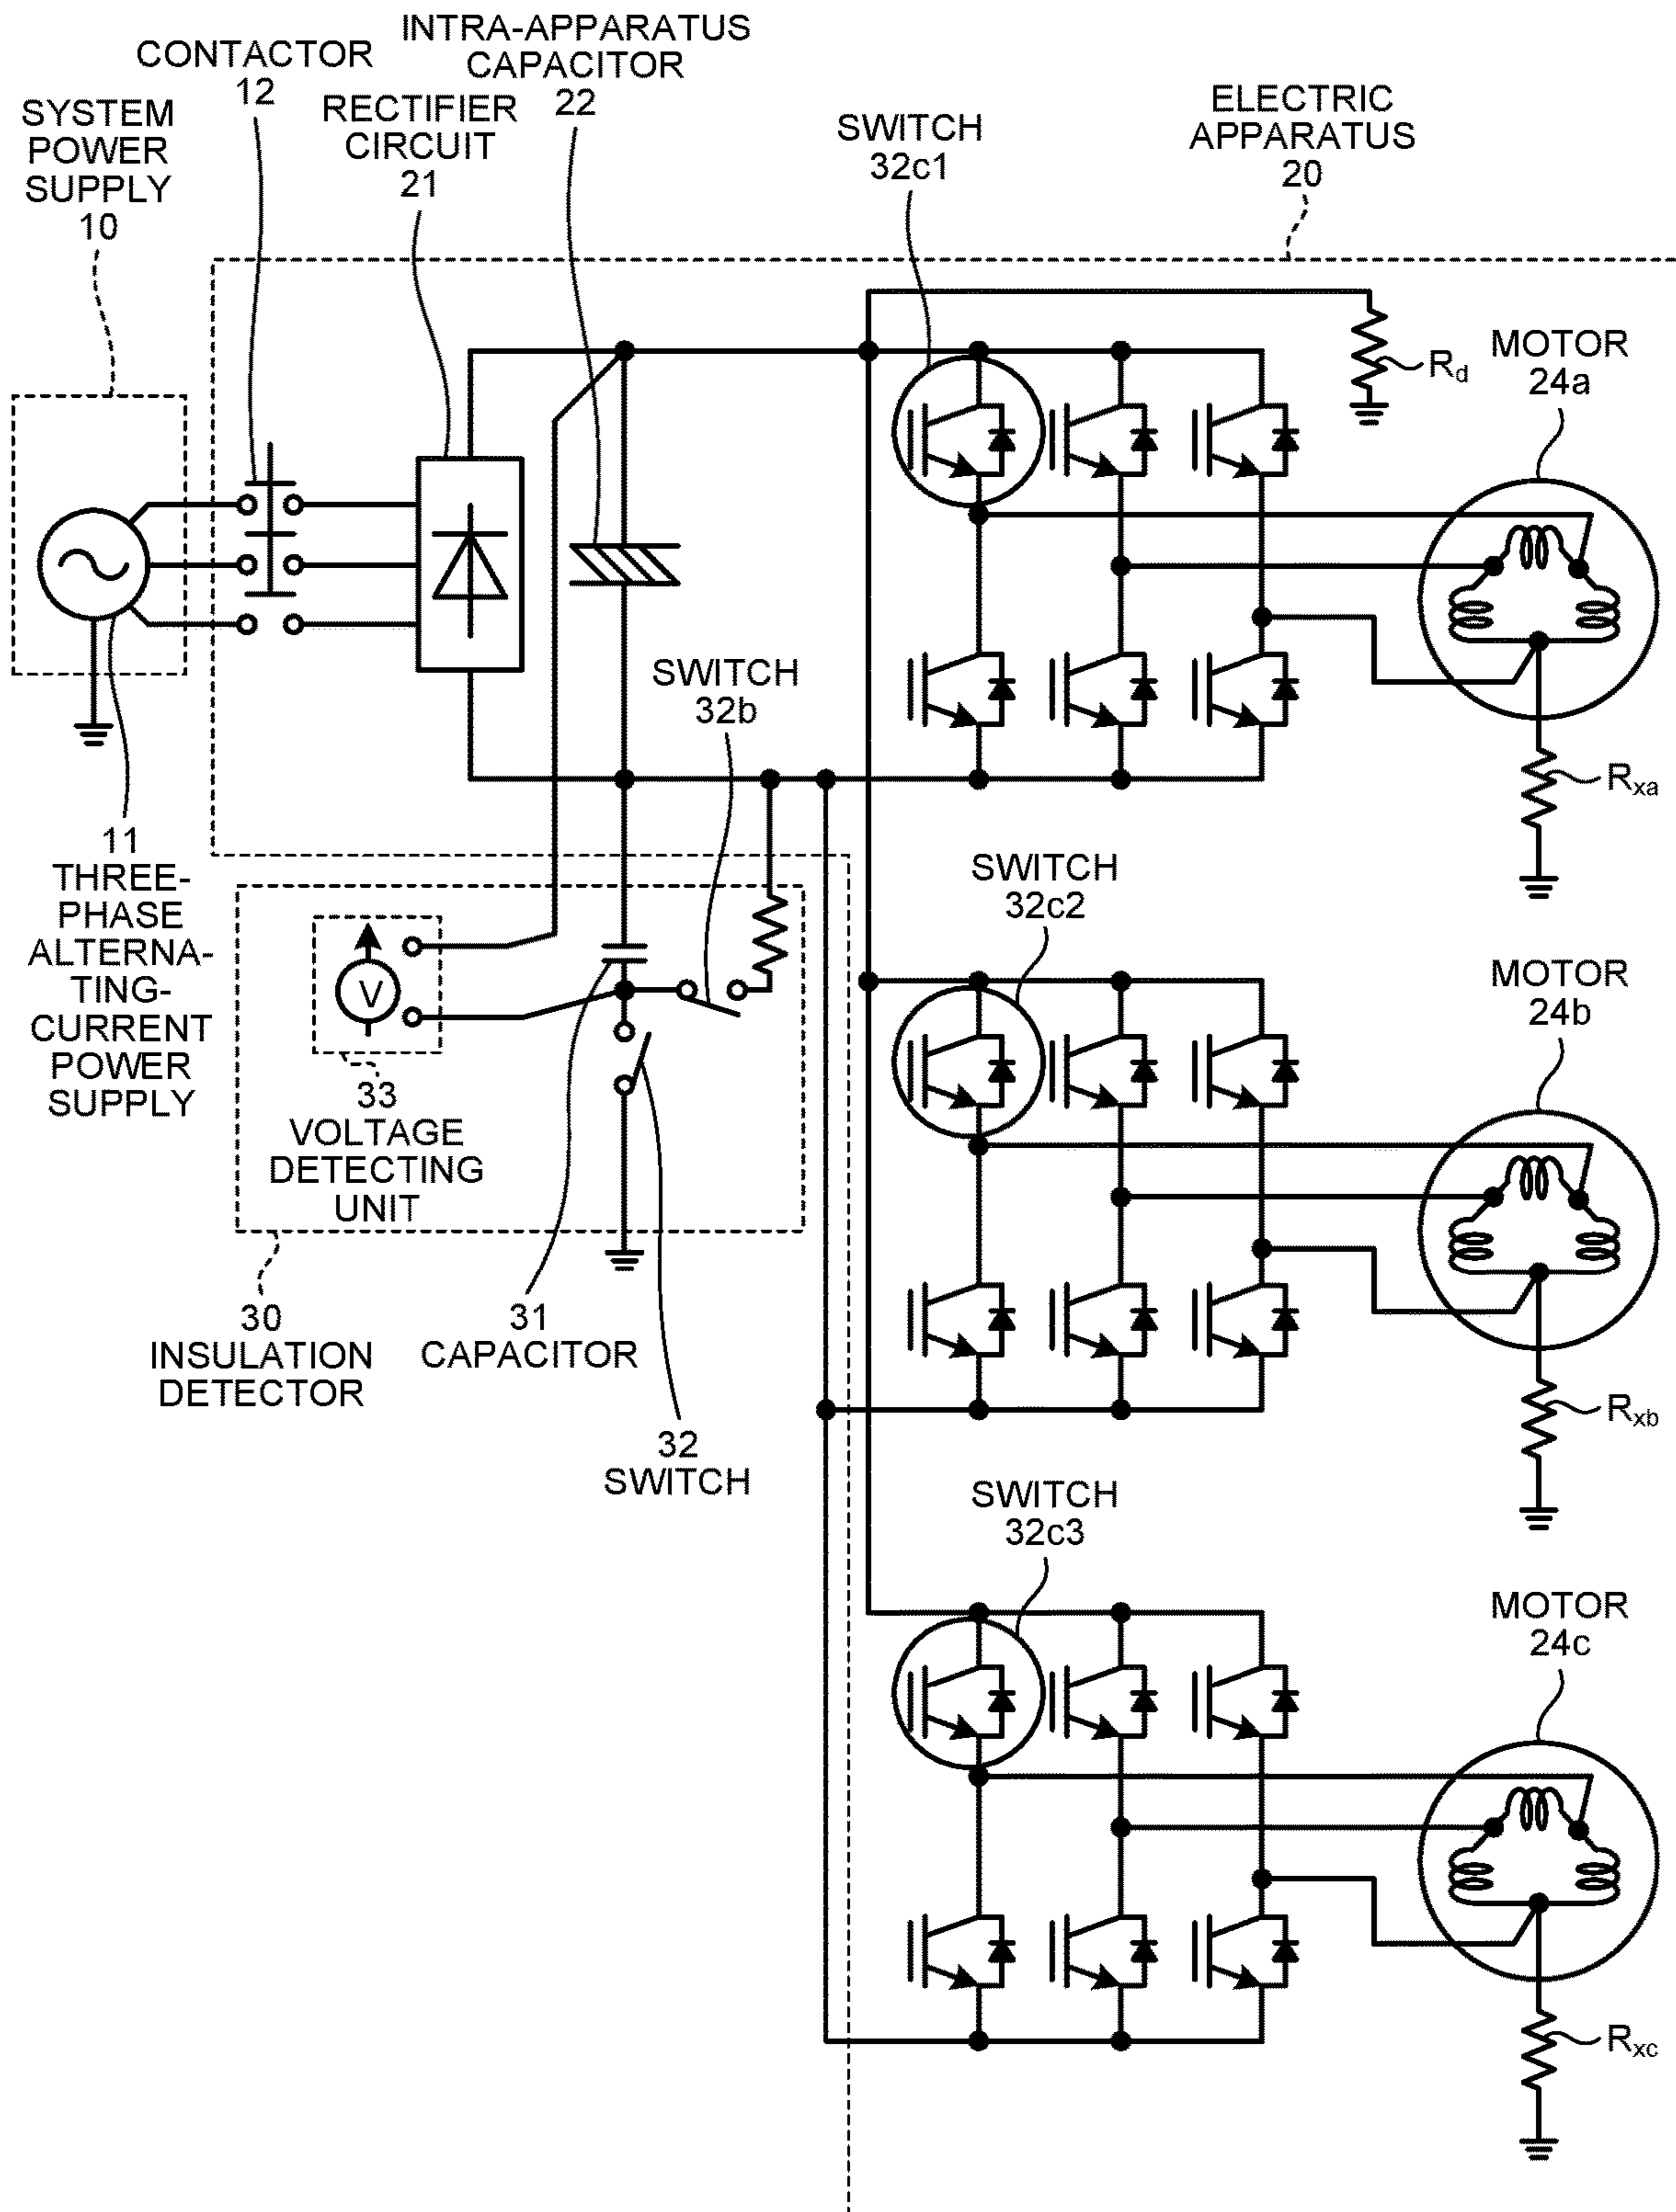 INTRA-APPARATUS
CAPACITOR
22
CONTACTOR
12
RECTIFIER
CIRCUIT
21
SYSTEM
POWER
SUPPLY
10
SWITCH
32c1
ELECTRIC
APPARATUS
20
MOTOR
24a
Rd
SWITCH
32b
Rxa
11
THREE-
PHASE
ALTERNA-
TING-
CURRENT
POWER
SUPPLY
V
33
VOLTAGE
DETECTING
UNIT
30
INSULATION
DETECTOR
31
CAPACITOR
32
SWITCH
SWITCH
32c2
MOTOR
24b
Rxb
SWITCH
32c3
MOTOR
24c
Rxc